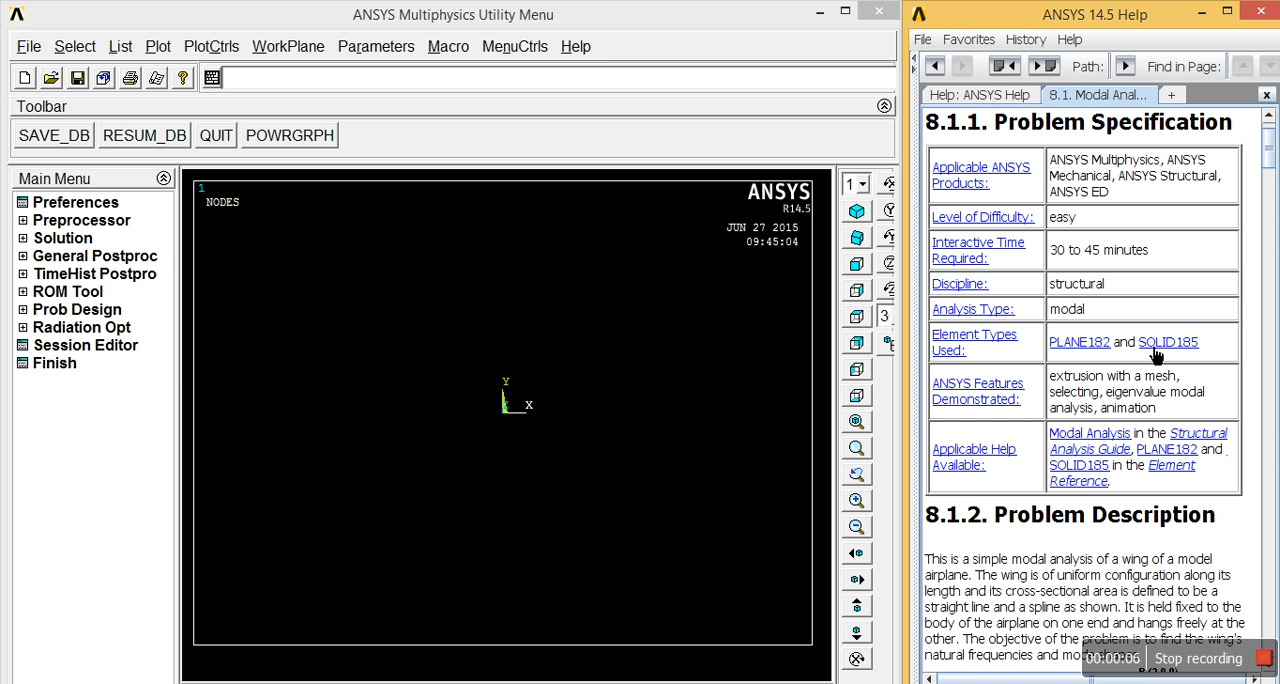 ANSYS Multiphysics Utility Menu
File Select List Plot PlotCtrls WorkPlane Parameters Macro MenuCtrls Help
Toolbar
SAVE_DB RESUM_DB QUIT POWRGRPH
Main Menu
Preferences
Preprocessor
Solution
General Postproc
TimeHist Postpro
ROM Tool
Prob Design
Radiation Opt
Session Editor
Finish
1
NODES
ANSYS
R14.5
JUN 27 2015
09:45:04
Y
X
1
3
ANSYS 14.5 Help
File Favorites History Help
Path: Find in Page:
Help: ANSYS Help 8.1. Modal Anal... +
8.1.1. Problem Specification
Applicable ANSYS Products:
ANSYS Multiphysics, ANSYS
Mechanical, ANSYS Structural,
ANSYS ED
Level of Difficulty: easy
Interactive Time
Required:
30 to 45 minutes
Discipline: structural
Analysis Type: modal
Element Types
Used:
PLANE182 and SOLID185
ANSYS Features
Demonstrated:
extrusion with a mesh,
selecting, eigenvalue modal
analysis, animation
Applicable Help
Available:
Modal Analysis in the Structural
Analysis Guide, PLANE182 and
SOLID185 in the Element
Reference.
8.1.2. Problem Description
This is a simple modal analysis of a wing of a model
airplane. The wing is of uniform configuration along its
length and its cross-sectional area is defined to be a
straight line and a spline as shown. It is held fixed to the
body of the airplane on one end and hangs freely at the
other. The objective of the problem is to find the wing's
natural frequencies and mode
00:00:06 Stop recording